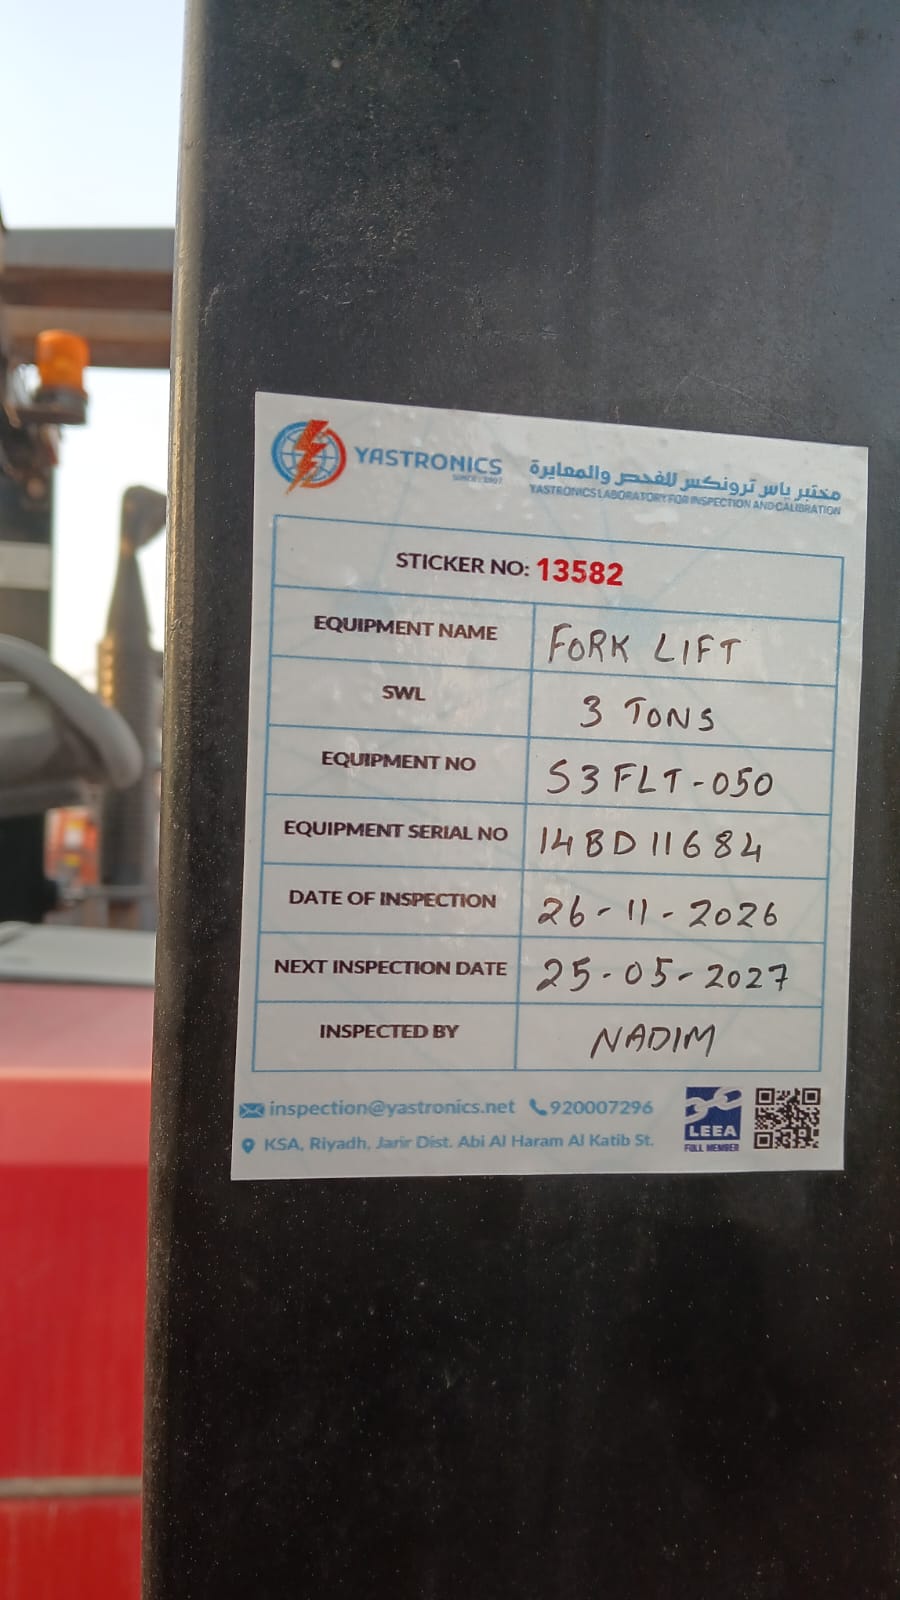 YASTRONICS
SINCE 1997
مختبر ياس ترونكس للفحص والمعايرة
YASTRONICS LABORATORY FOR INSPECTION AND CALIBRATION
STICKER NO: 13582
EQUIPMENT NAME FORK LIFT
SWL 3 TONS
EQUIPMENT NO S3FLT-050
EQUIPMENT SERIAL NO 14BD11684
DATE OF INSPECTION 26-11-2026
NEXT INSPECTION DATE 25-05-2027
INSPECTED BY NADIM
inspection@yastronics.net 920007296
KSA, Riyadh, Jarir Dist. Abi Al Haram Al Katib St.
LEEA
FULL MEMBER